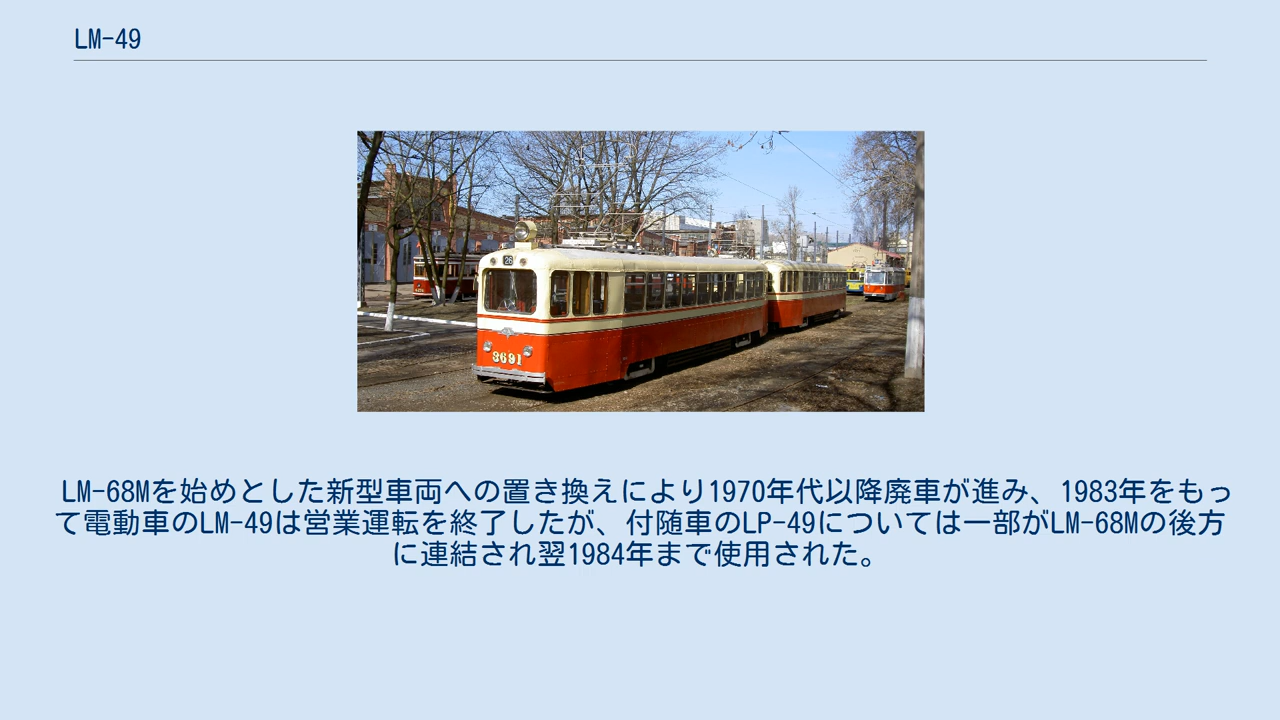 LM-49
26
3691
LM-68Mを始めとした新型車両への置き換えにより1970年代以降廃車が進み、1983年をもっ
て電動車のLM-49は営業運転を終了したが、付随車のLP-49については一部がLM-68Mの後方
に連結され翌1984年まで使用された。